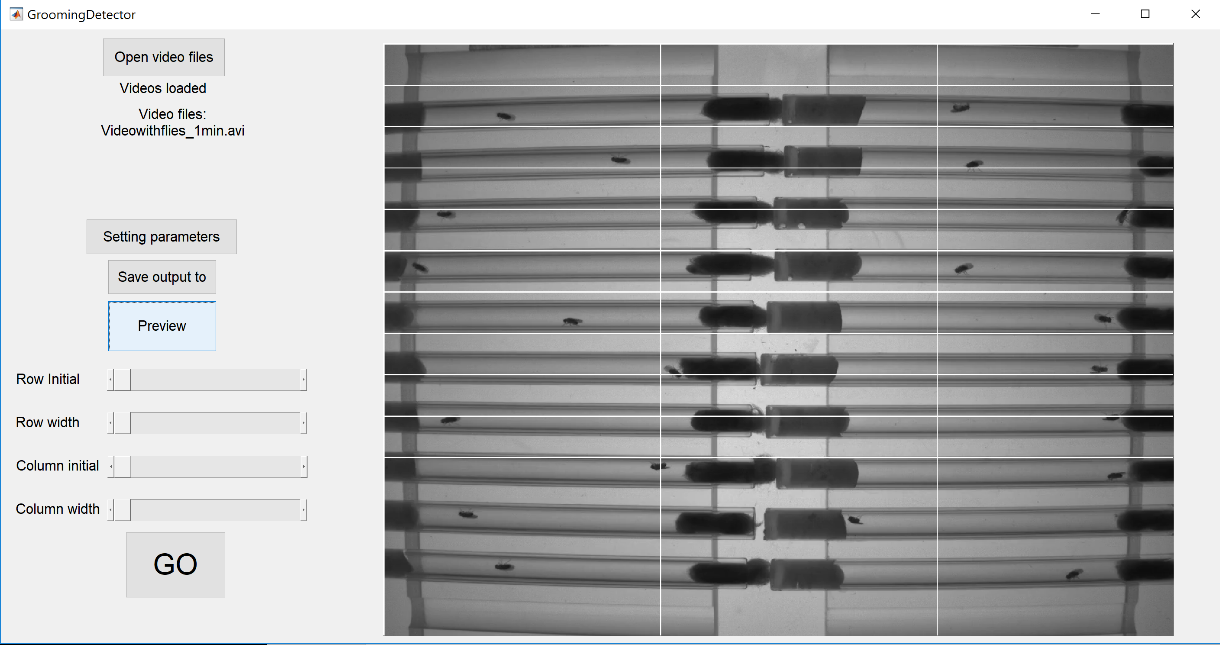 GroomingDetector
Open video files
Videos loaded
Video files:
Videowithflies_1min.avi
Setting parameters
Save output to
Preview
Row Initial
Row width
Column initial
Column width
GO